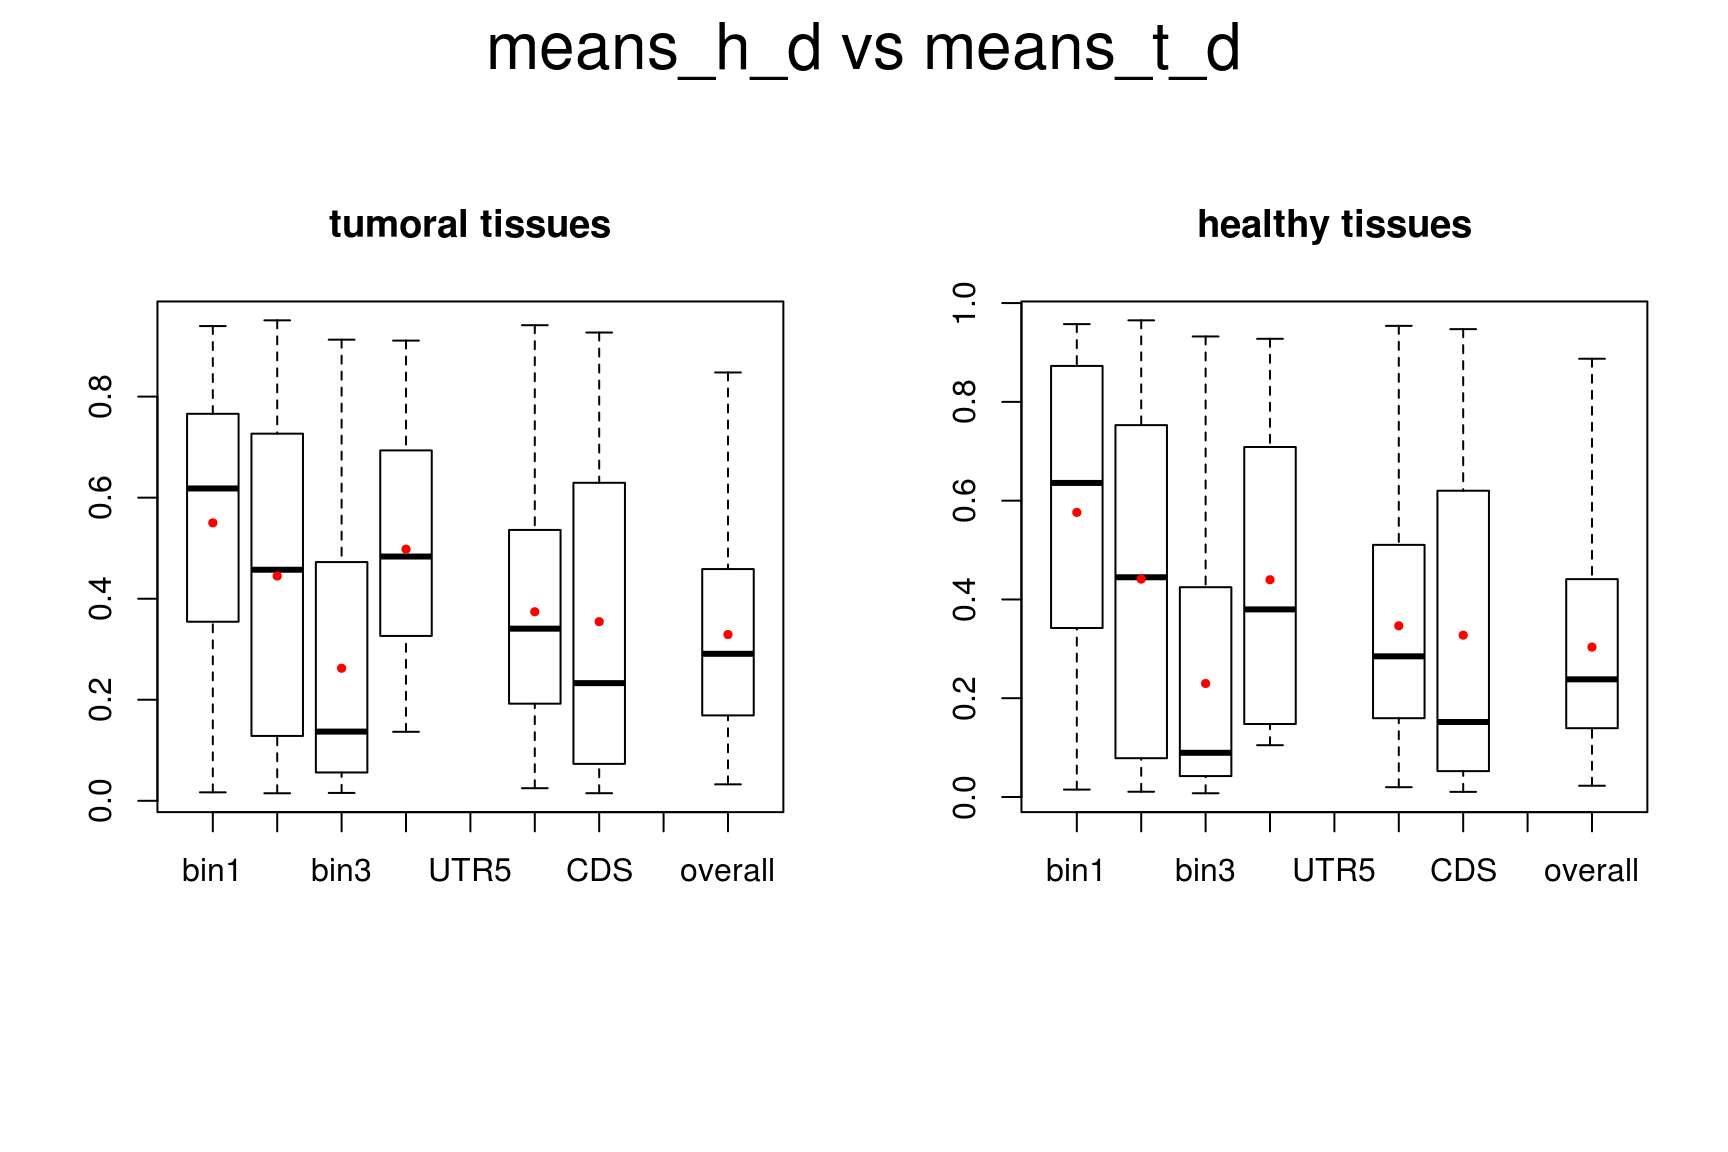 means_h_d vs means_t_d
tumoral tissues
0.0 0.2 0.4 0.6 0.8
bin1 bin3 UTR5 CDS overall
healthy tissues
0.0 0.2 0.4 0.6 0.8 1.0
bin1 bin3 UTR5 CDS overall